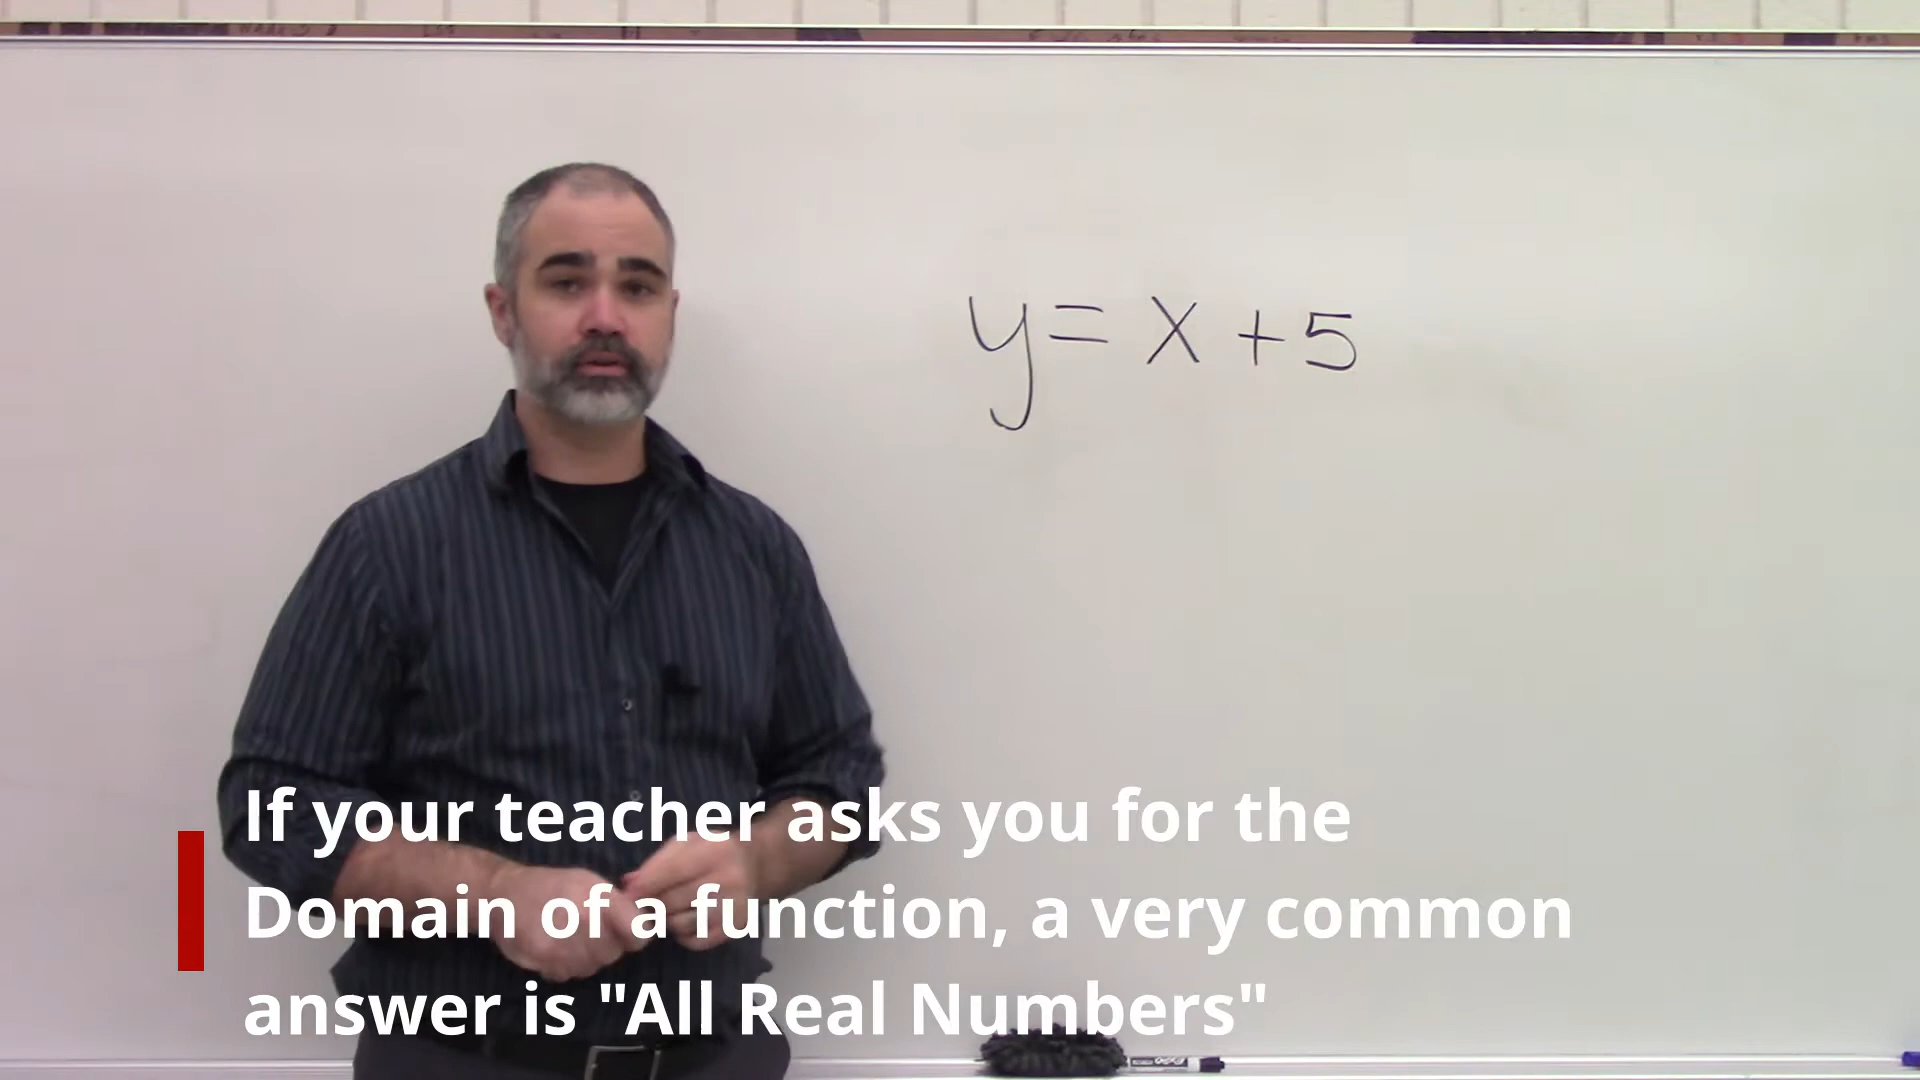 y = x + 5
If your teacher asks you for the
Domain of a function, a very common
answer is "All Real Numbers"